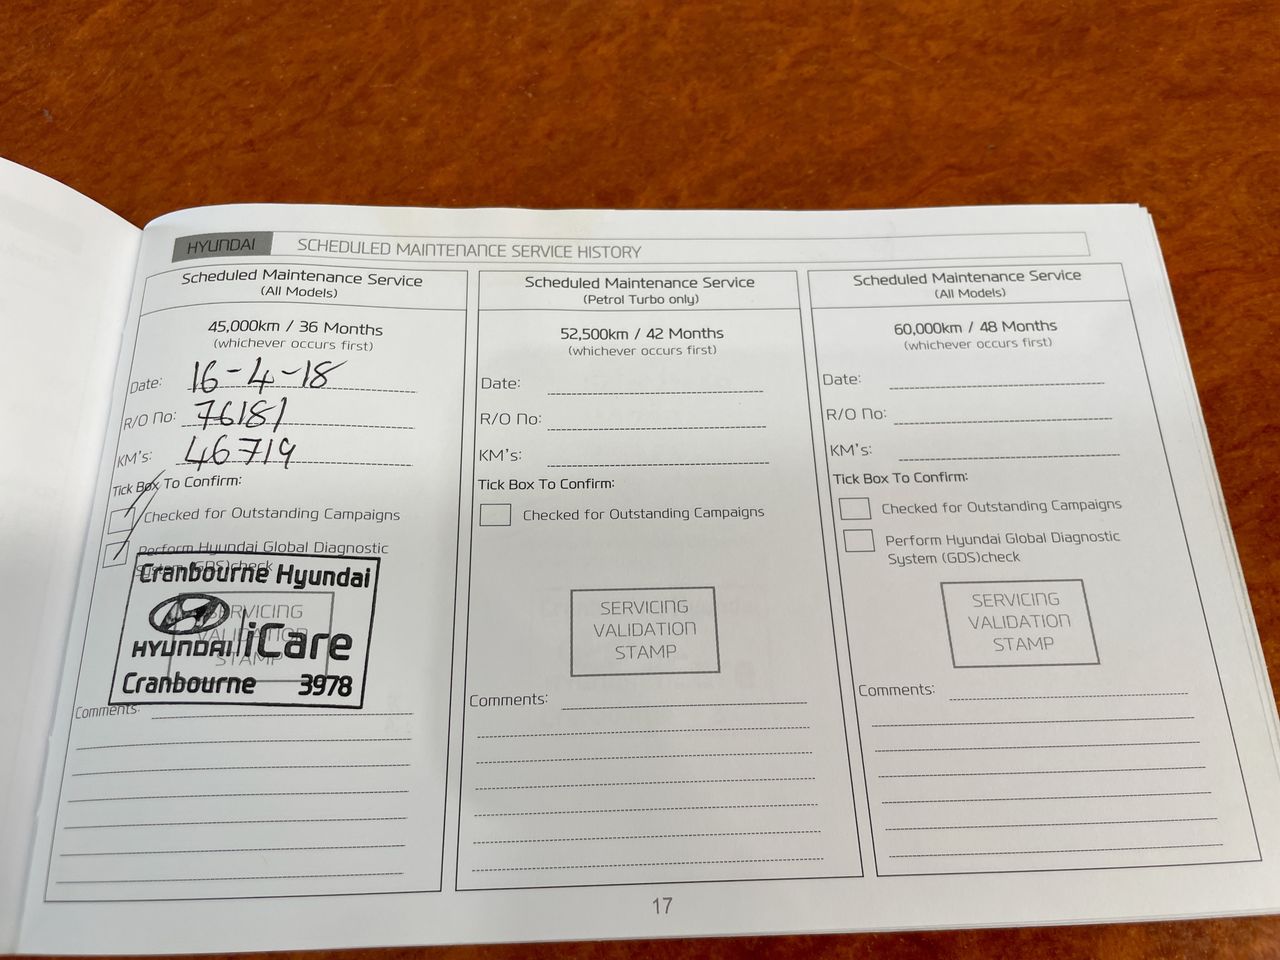 HYUNDAI SCHEDULED MAINTENANCE SERVICE HISTORY
Scheduled Maintenance Service
(All Models)
45,000km / 36 Months
(whichever occurs first)
Date: 16-4-18
R/O No: 76181
KM's: 46719
Tick Box To Confirm:
Checked for Outstanding Campaigns
Perform Hyundai Global Diagnostic
System (GDS)check
Cranbourne Hyundai
SERVICING
VALIDATION
STAMP
HYUNDAI iCare
Cranbourne 3978
Comments:
Scheduled Maintenance Service
(Petrol Turbo only)
52,500km / 42 Months
(whichever occurs first)
Date:
R/O No:
KM's:
Tick Box To Confirm:
Checked for Outstanding Campaigns
SERVICING
VALIDATION
STAMP
Comments:
Scheduled Maintenance Service
(All Models)
60,000km / 48 Months
(whichever occurs first)
Date:
R/O No:
KM's:
Tick Box To Confirm:
Checked for Outstanding Campaigns
Perform Hyundai Global Diagnostic
System (GDS)check
SERVICING
VALIDATION
STAMP
Comments:
17